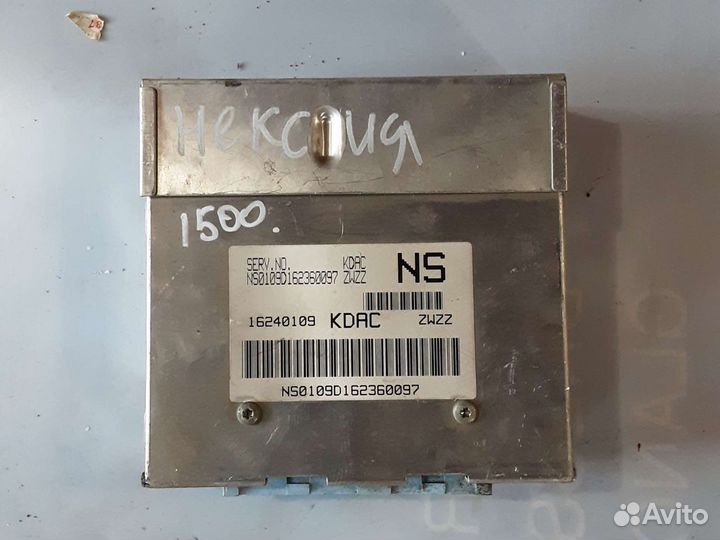 Нексия
1500.
SERV.NO. KDAC
NS0109D162360097 ZWZZ
NS
16240109 KDAC ZWZZ
NS0109D162360097
Avito